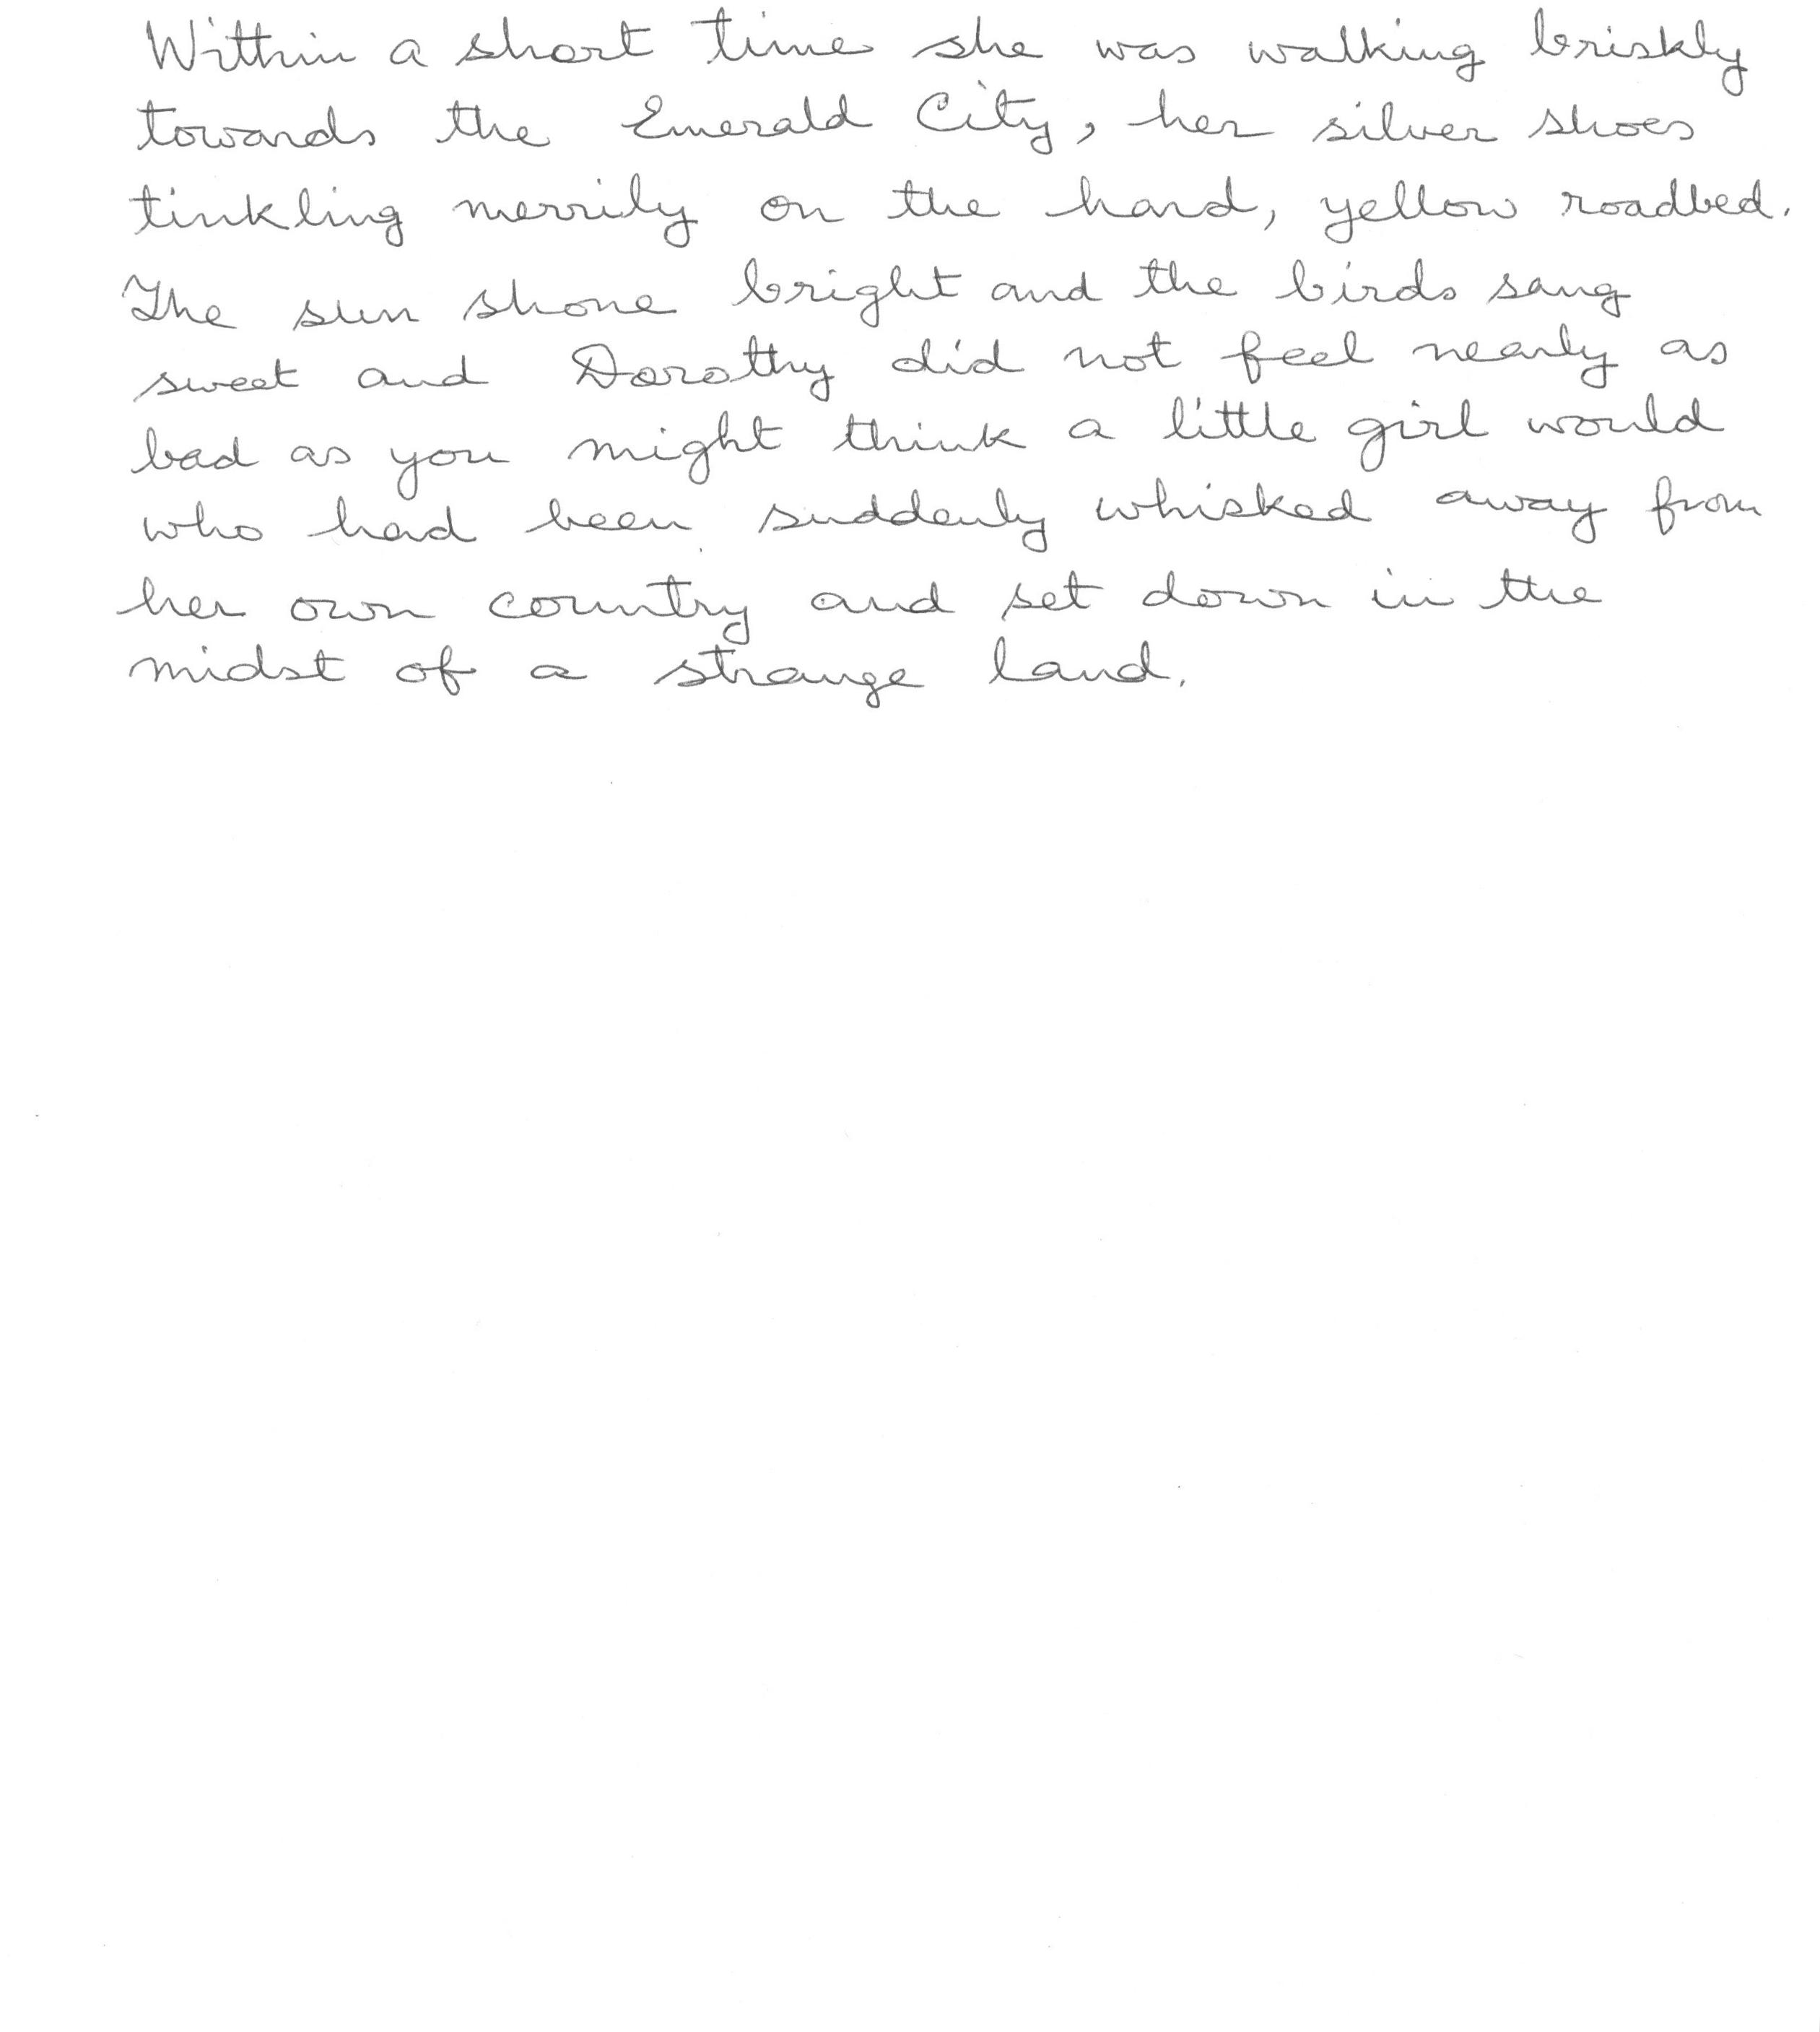 Within a short time she was walking briskly
towards the Emerald City, her silver shoes
tinkling merrily on the hard, yellow roadbed.
The sun shone bright and the birds sang
sweet and Dorothy did not feel nearly as
bad as you might think a little girl would
who had been suddenly whisked away from
her own country and set down in the
midst of a strange land.